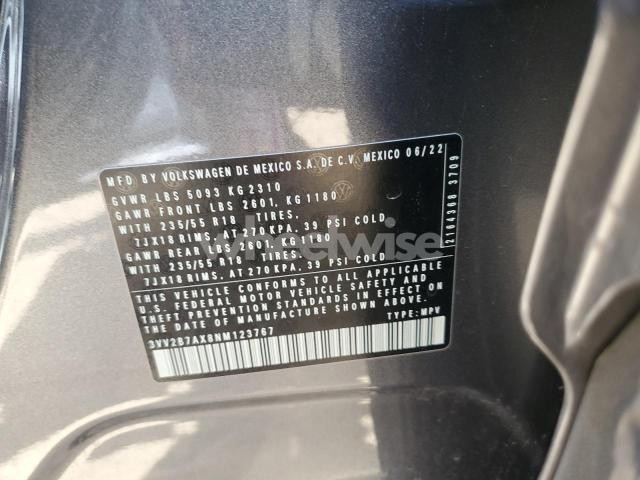 MFD BY VOLKSWAGEN DE MEXICO S.A. DE C.V. MEXICO 06/22
GVWR LBS 5093 KG 2310
GAWR FRONT LBS 2601, KG 1180
WITH 235/55 R18 TIRES,
7JX18 RIMS, AT 270 KPA, 39 PSI COLD
GAWR REAR LBS 2601, KG 1180
WITH 235/55 TIRES,
7JX18 RIMS, AT 270 KPA, 39 PSI COLD
THIS VEHICLE CONFORMS TO ALL APPLICABLE
U.S. FEDERAL MOTOR VEHICLE SAFETY AND
THEFT PREVENTION STANDARDS IN EFFECT ON
DATE OF MANUFACTURE SHOWN ABOVE.
3VV2B7AX8NM123767 TYPE: MPV
2164368 3709
wheelwise